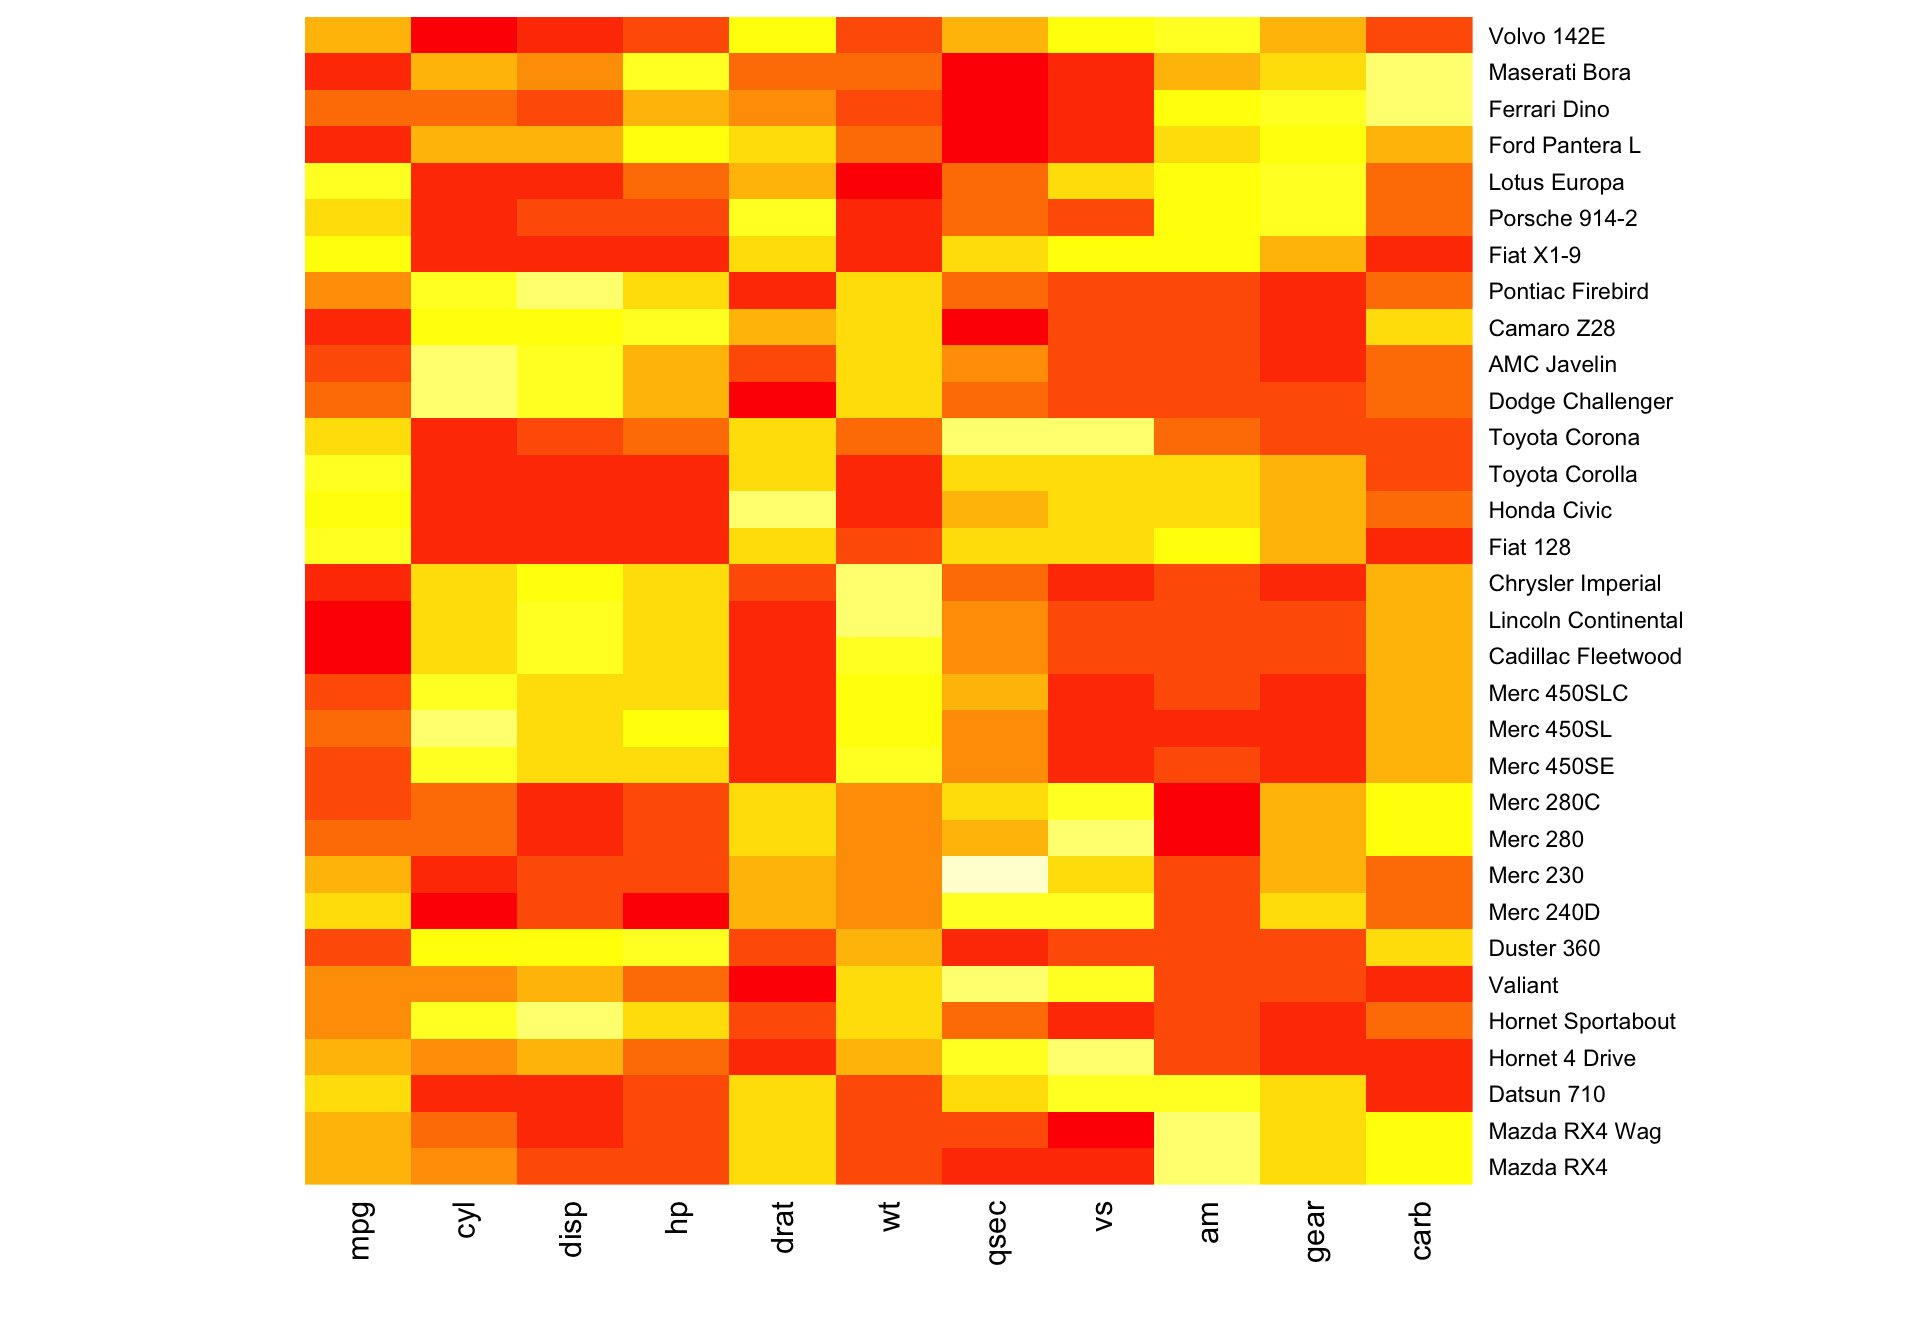 Volvo 142E
Maserati Bora
Ferrari Dino
Ford Pantera L
Lotus Europa
Porsche 914-2
Fiat X1-9
Pontiac Firebird
Camaro Z28
AMC Javelin
Dodge Challenger
Toyota Corona
Toyota Corolla
Honda Civic
Fiat 128
Chrysler Imperial
Lincoln Continental
Cadillac Fleetwood
Merc 450SLC
Merc 450SL
Merc 450SE
Merc 280C
Merc 280
Merc 230
Merc 240D
Duster 360
Valiant
Hornet Sportabout
Hornet 4 Drive
Datsun 710
Mazda RX4 Wag
Mazda RX4
mpg
cyl
disp
hp
drat
wt
qsec
vs
am
gear
carb